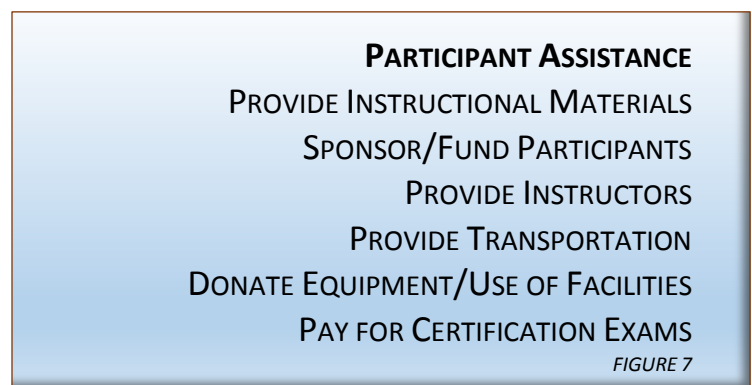 PARTICIPANT ASSISTANCE
PROVIDE INSTRUCTIONAL MATERIALS
SPONSOR/FUND PARTICIPANTS
PROVIDE INSTRUCTORS
PROVIDE TRANSPORTATION
DONATE EQUIPMENT/USE OF FACILITIES
PAY FOR CERTIFICATION EXAMS
FIGURE 7